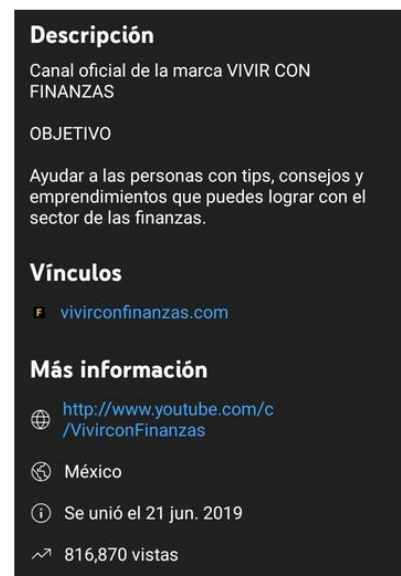 Descripción
Canal oficial de la marca VIVIR CON
FINANZAS
OBJETIVO
Ayudar a las personas con tips, consejos y
emprendimientos que puedes lograr con el
sector de las finanzas.
Vínculos
F vivirconfinanzas.com
Más información
http://www.youtube.com/c
/VivirconFinanzas
México
Se unió el 21 jun. 2019
816,870 vistas